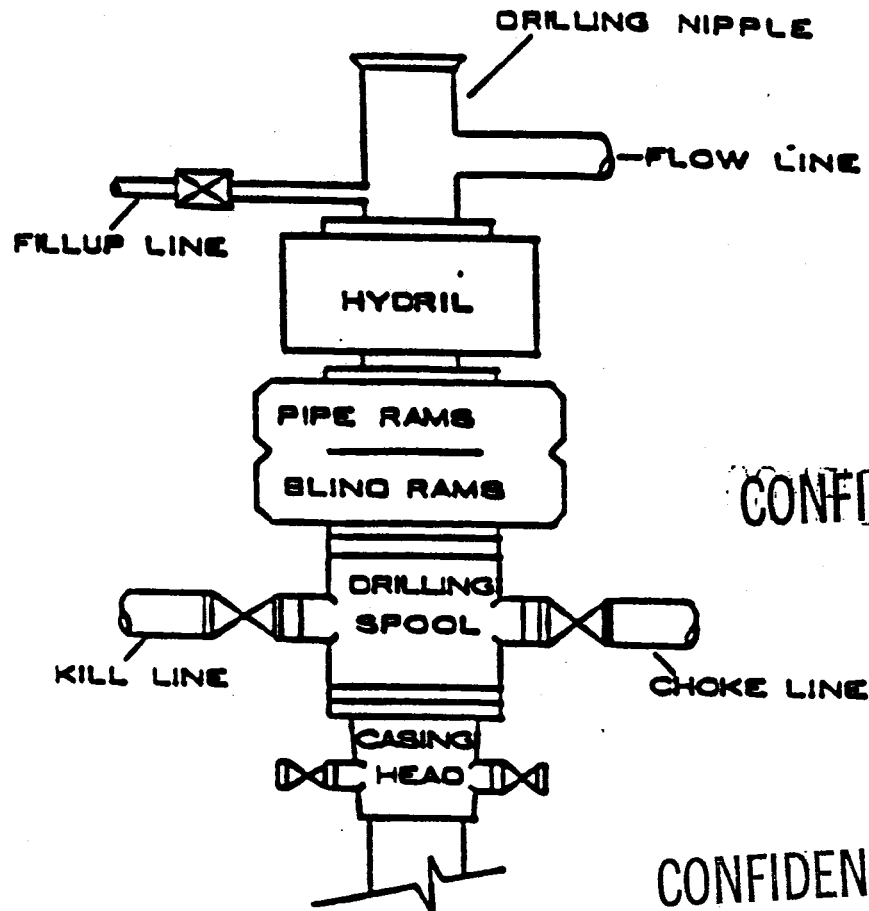 DRILLING NIPPLE
FLOW LINE
FILLUP LINE
HYDRIL
PIPE RAMS
BLIND RAMS
CONFI
DRILLING
SPOOL
KILL LINE
CHOKE LINE
CASING
HEAD
CONFIDEN